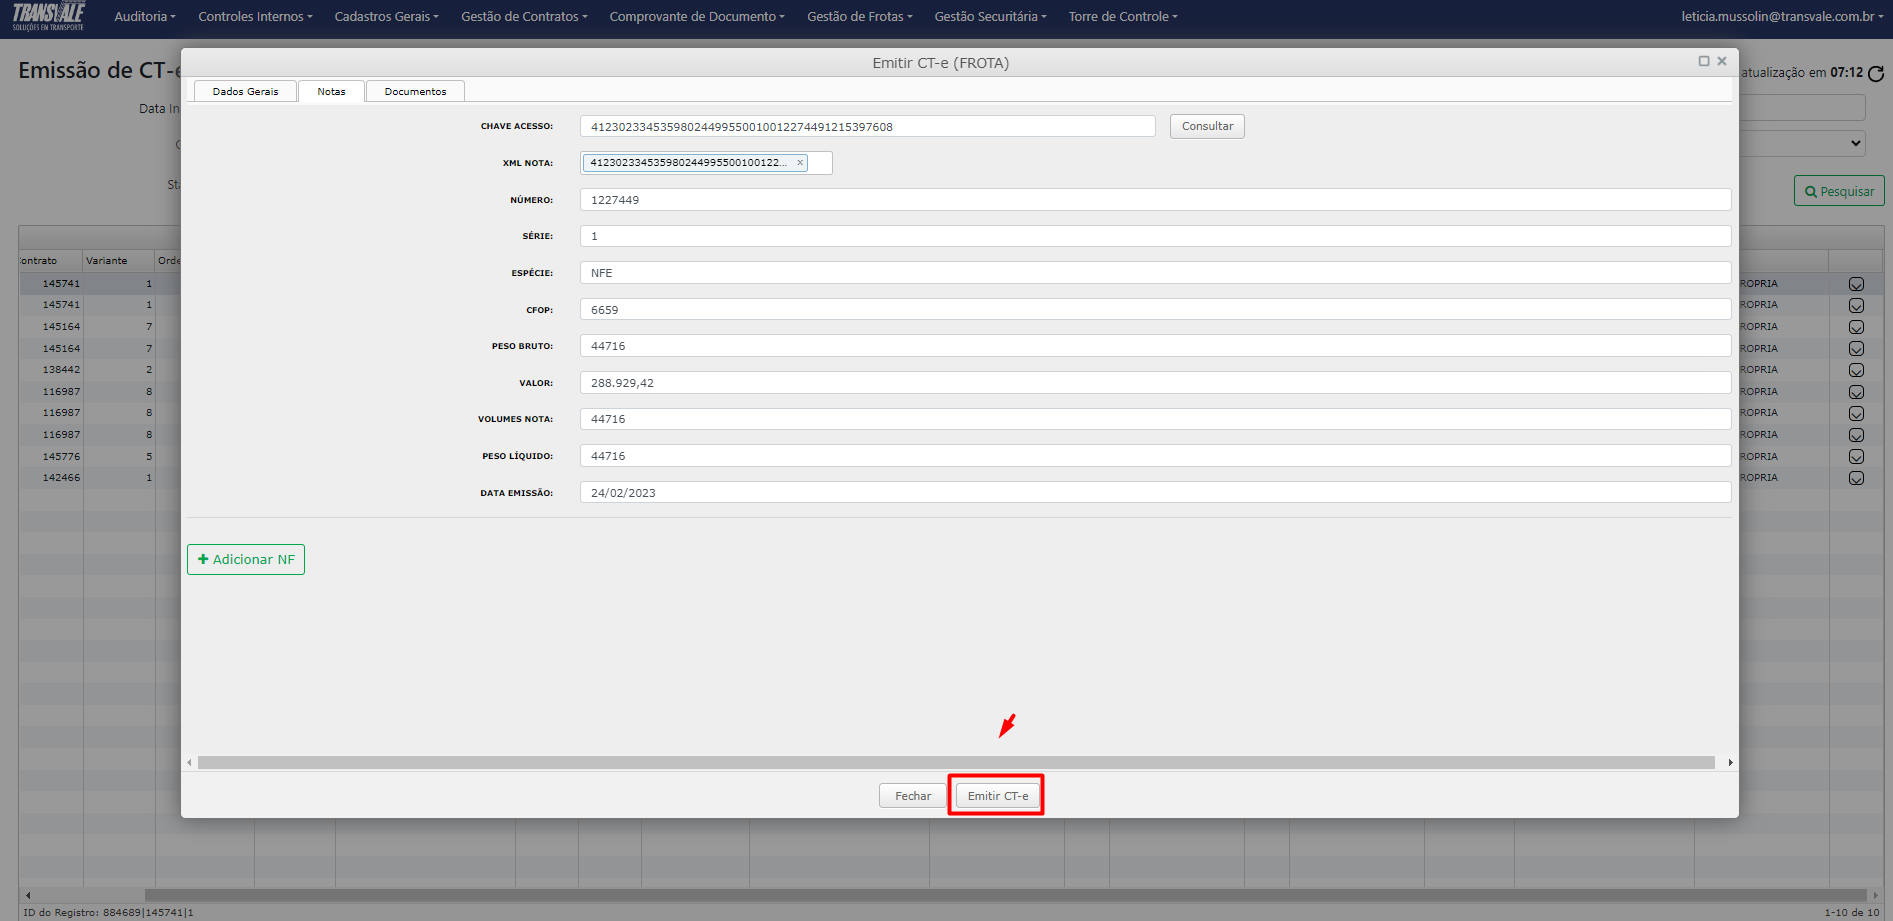 TRANSVALE
SOLUÇÕES EM TRANSPORTE
Auditoria
Controles Internos
Cadastros Gerais
Gestão de Contratos
Comprovante de Documento
Gestão de Frotas
Gestão Securitária
Torre de Controle
leticia.mussolin@transvale.com.br
Emissão de CT-e
atualização em 07:12
Data In
Sta
Pesquisar
Emitir CT-e (FROTA)
Dados Gerais
Notas
Documentos
CHAVE ACESSO: 41230233453598024499550010012274491215397608 Consultar
XML NOTA: 412302334535980244995500100122... ×
NÚMERO: 1227449
SÉRIE: 1
ESPÉCIE: NFE
CFOP: 6659
PESO BRUTO: 44716
VALOR: 288.929,42
VOLUMES NOTA: 44716
PESO LÍQUIDO: 44716
DATA EMISSÃO: 24/02/2023
Adicionar NF
Fechar
Emitir CT-e
ontrato Variante Orde
145741 1 ROPRIA
145741 1 ROPRIA
145164 7 ROPRIA
145164 7 ROPRIA
138442 2 ROPRIA
116987 8 ROPRIA
116987 8 ROPRIA
116987 8 ROPRIA
145776 5 ROPRIA
142466 1 ROPRIA
ID do Registro: 884689|145741|1
1-10 de 10